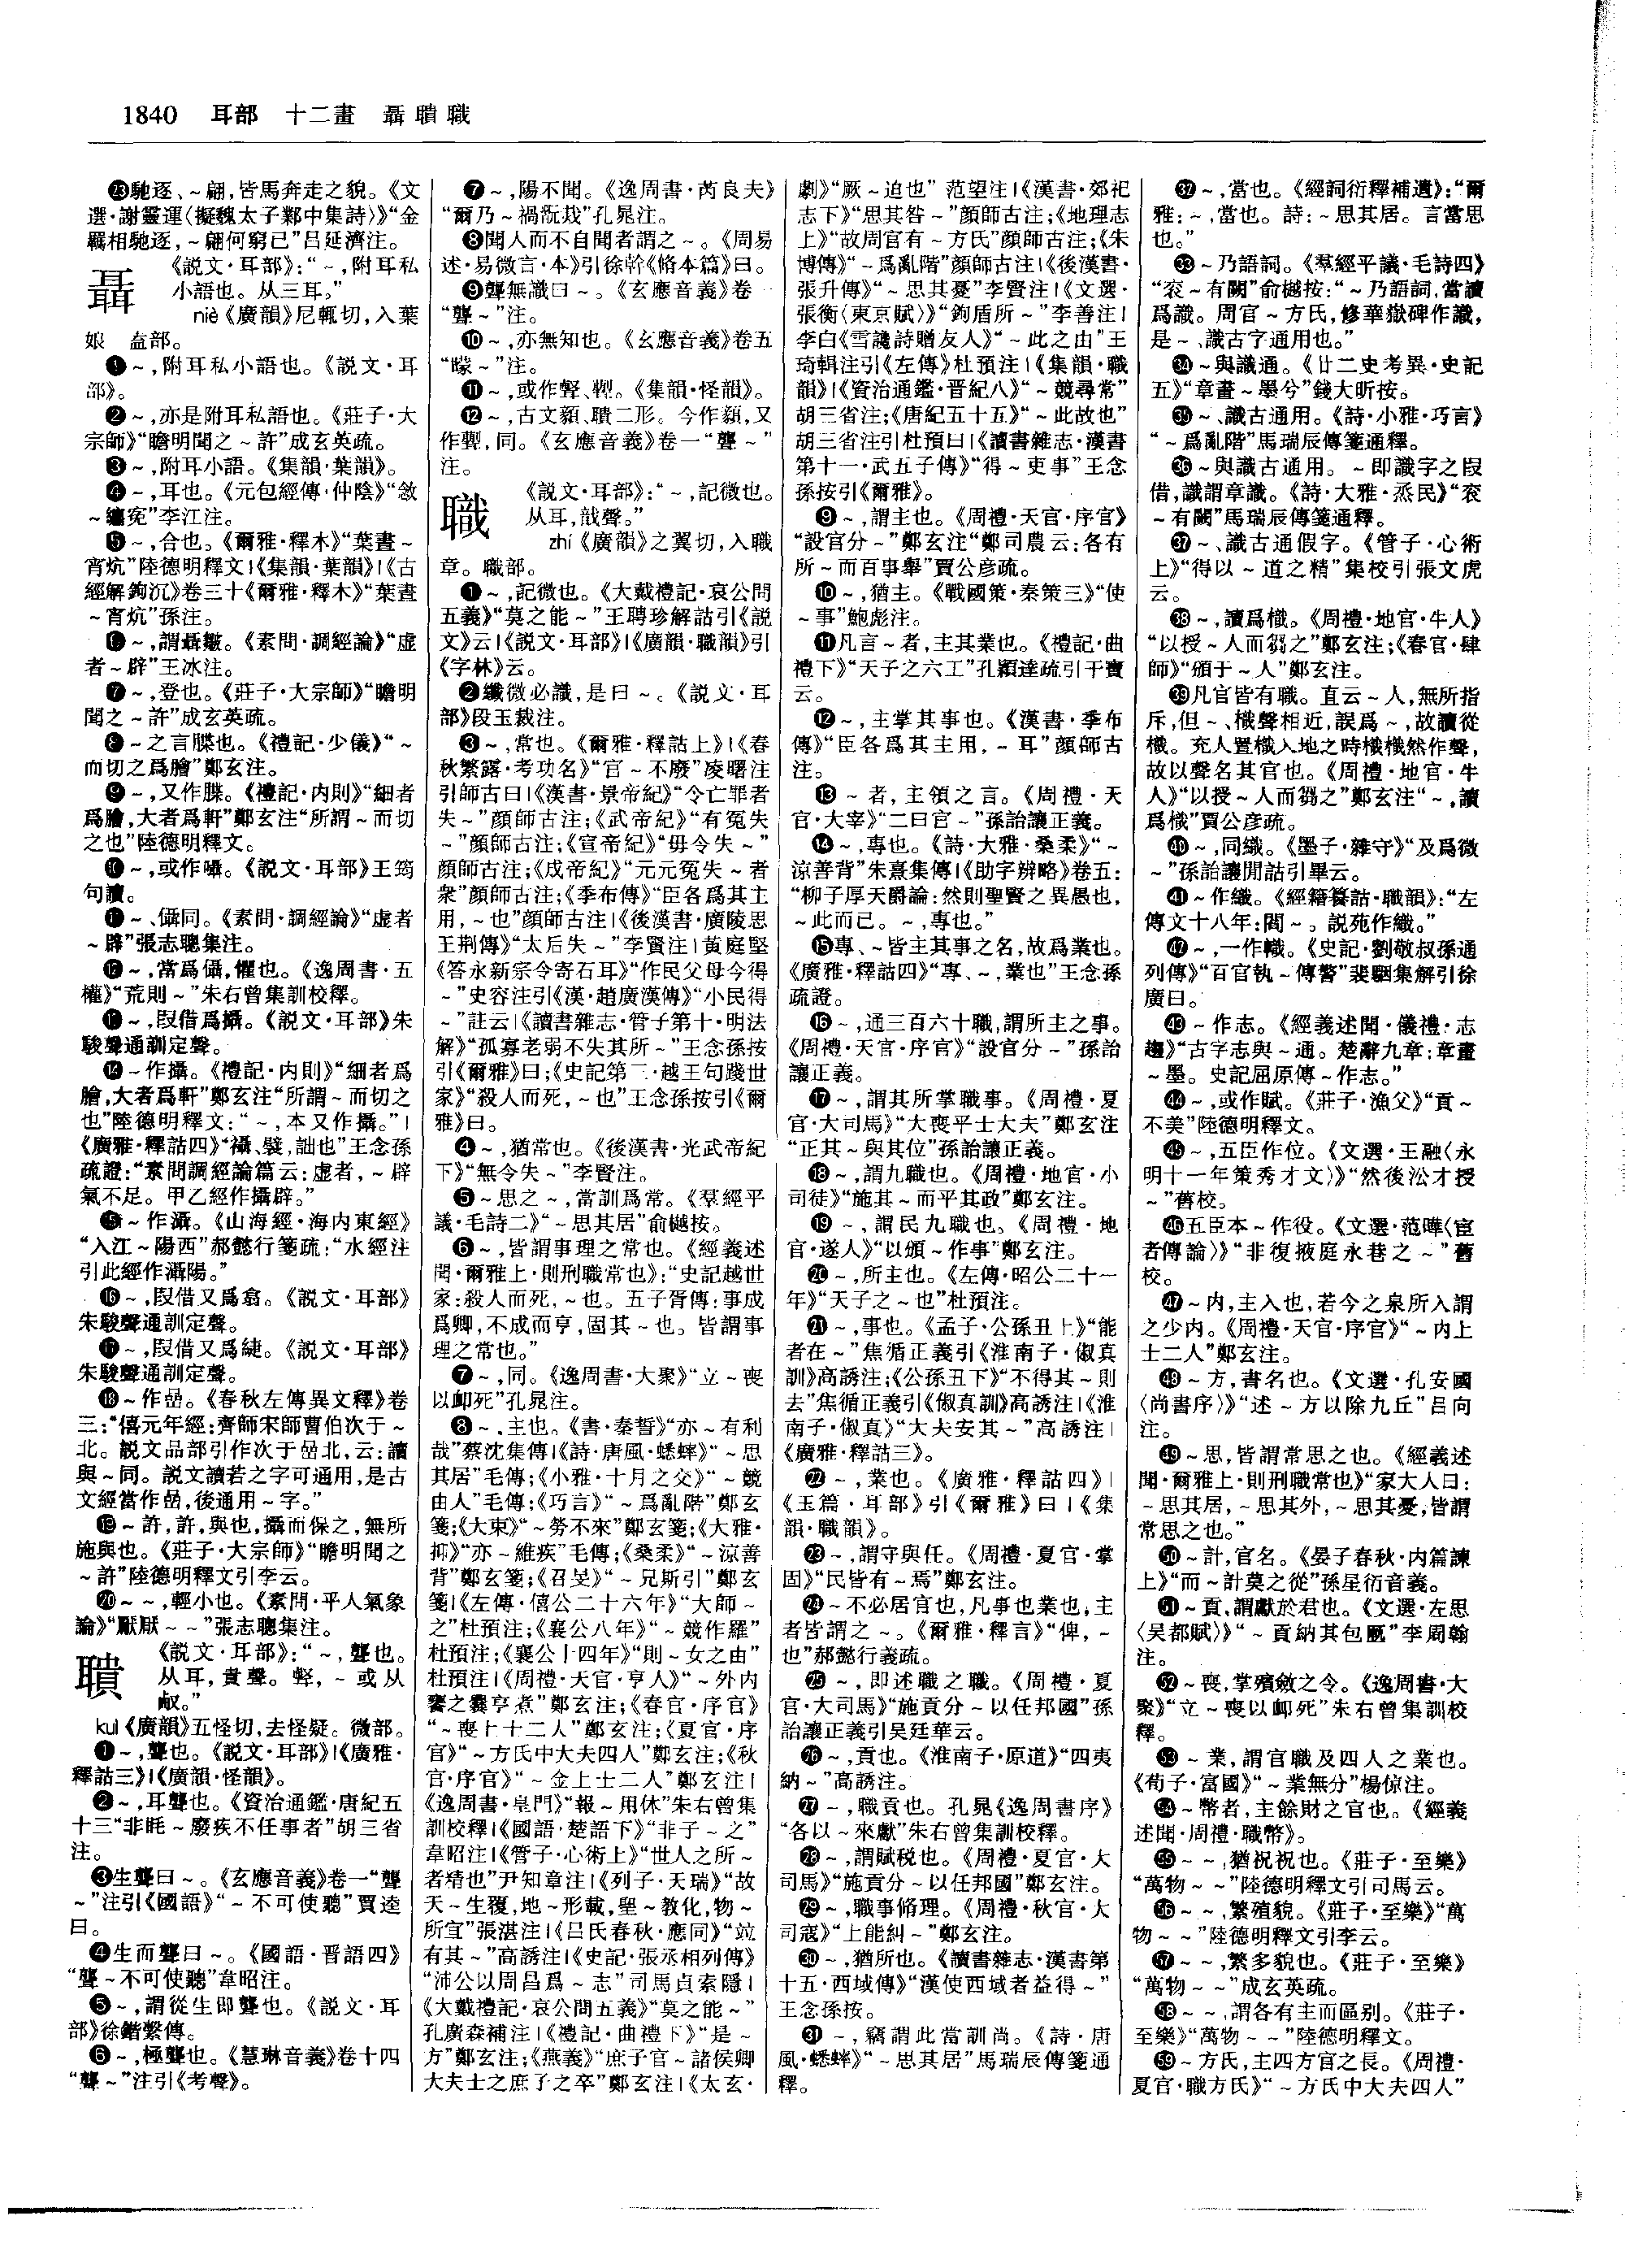 1840 耳部 十二畫 聶聵職
㉓馳逐、～翩,皆馬奔走之貌。《文
選·謝靈運〈擬魏太子鄴中集詩〉》“金
羈相馳逐,～翩何窮已”吕延濟注。
聶
《説文·耳部》:“～,附耳私
小語也。从三耳。”
niè《廣韻》尼輒切,入葉
娘 盍部。
❶～,附耳私小語也。《説文·耳
部》。
❷～,亦是附耳私語也。《莊子·大
宗師》“瞻明聞之～許”成玄英疏。
❸～,附耳小語。《集韻·葉韻》。
❹～,耳也。《元包經傳·仲陰》“斂
～𦆯寃”李江注。
❺～,合也。《爾雅·釋木》“葉晝～
宵炕”陸德明釋文|《集韻·葉韻》|《古
經解鉤沉》卷三十《爾雅·釋木》“葉晝
～宵炕”孫注。
❻～,謂聶皺。《素問·調經論》“虚
者～辟”王冰注。
❼～,登也。《莊子·大宗師》“瞻明
聞之～許”成玄英疏。
❽～之言牒也。《禮記·少儀》“～
而切之爲膾”鄭玄注。
❾～,又作牒。《禮記·内則》“細者
爲膾,大者爲軒”鄭玄注“所謂～而切
之也”陸德明釋文。
❿～,或作囁。《説文·耳部》王筠
句讀。
⓫～、儶同。《素問·調經論》“虚者
～辟”張志聰集注。
⓬～,當爲儶,懼也。《逸周書·五
權》“荒則～”朱右曾集訓校釋。
⓭～,叚借爲攝。《説文·耳部》朱
駿聲通訓定聲。
⓮～作攝。《禮記·内則》“細者爲
膾,大者爲軒”鄭玄注“所謂～而切之
也”陸德明釋文:“～,本又作攝。”|
《廣雅·釋詁四》“襵、襞,詘也”王念孫
疏證:“素問調經論篇云:虚者,～辟
氣不足。甲乙經作攝辟。”
⓯～作灄。《山海經·海内東經》
“入江～陽西”郝懿行箋疏:“水經注
引此經作灄陽。”
⓰～,叚借又爲翕。《説文·耳部》
朱駿聲通訓定聲。
⓱～,叚借又爲緁。《説文·耳部》
朱駿聲通訓定聲。
⓲～作嵒。《春秋左傳異文釋》卷
三:“僖元年經:齊師宋師曹伯次于～
北。説文品部引作次于嵒北,云:讀
與～同。説文讀若之字可通用,是古
文經當作嵒,後通用～字。”
⓳～許,許,與也,攝而保之,無所
施與也。《莊子·大宗師》“瞻明聞之
～許”陸德明釋文引李云。
⓴～～,輕小也。《素問·平人氣象
論》“厭厭～～”張志聰集注。
聵
《説文·耳部》:“～,聾也。
从耳,貴聲。聬,～或从
𠭥。”
kuì《廣韻》五怪切,去怪疑。微部。
❶～,聾也。《説文·耳部》|《廣雅·
釋詁三》|《廣韻·怪韻》。
❷～,耳聾也。《資治通鑑·唐紀五
十三“非眊～廢疾不任事者”胡三省
注。
❸生聾曰～。《玄應音義》卷一“聾
～”注引《國語》“～不可使聽”賈逵
曰。
❹生而聾曰～。《國語·晋語四》
“聾～不可使聽”韋昭注。
❺～,謂從生即聾也。《説文·耳
部》徐鍇繫傳。
❻～,極聾也。《慧琳音義》卷十四
“聾～”注引《考聲》。
❼～,陽不聞。《逸周書·芮良夫》
“爾乃～禍翫烖”孔晁注。
❽聞人而不自聞者謂之～。《周易
述·易微言·本》引徐幹《脩本篇》曰。
❾聾無識曰～。《玄應音義》卷一
“聾～”注。
❿～,亦無知也。《玄應音義》卷五
“矇～”注。
⓫～,或作聲、𦗕。《集韻·怪韻》。
⓬～,古文顡、聵二形。今作顡,又
作聲,同。《玄應音義》卷一“聾～”
注。
職
《説文·耳部》:“～,記微也。
从耳,戠聲。”
zhí《廣韻》之翼切,入職
章。職部。
❶～,記微也。《大戴禮記·哀公問
五義》“莫之能～”王聘珍解詁引《説
文》云|《説文·耳部》|《廣韻·職韻》引
《字林》云。
❷纖微必識,是曰～。《説文·耳
部》段玉裁注。
❸～,常也。《爾雅·釋詁上》|《春
秋繁露·考功名》“官～不廢”凌曙注
引師古曰|《漢書·景帝紀》“令亡罪者
失～”顔師古注;《武帝紀》“有冤失
～”顔師古注;《宣帝紀》“毋令失～”
顔師古注;《成帝紀》“元元冤失～者
衆”顔師古注;《季布傳》“臣各爲其主
用,～也”顔師古注|《後漢書·廣陵思
王荆傳》“太后失～”李賢注|黄庭堅
《答永新宗令寄石耳》“作民父母今得
～”史容注引《漢·趙廣漢傳》“小民得
～”註云|《讀書雜志·管子第十·明法
解》“孤寡老弱不失其所～”王念孫按
引《爾雅》曰;《史記第二·越王句踐世
家》“殺人而死,～也”王念孫按引《爾
雅》曰。
❹～,猶常也。《後漢書·光武帝紀
下》“無令失～”李賢注。
❺～思之～,當訓爲常。《羣經平
議·毛詩二》“～思其居”俞樾按。
❻～,皆謂事理之常也。《經義述
聞·爾雅上·則刑職常也》:“史記越世
家:殺人而死,～也。五子胥傳:事成
爲卿,不成而亨,固其～也。皆謂事
理之常也。”
❼～,同。《逸周書·大聚》“立～喪
以卹死”孔晁注。
❽～,主也。《書·秦誓》“亦～有利
哉”蔡沈集傳|《詩·唐風·蟋蟀》“～思
其居”毛傳;《小雅·十月之交》“～競
由人”毛傳;《巧言》“～爲亂階”鄭玄
箋;《大東》“～勞不來”鄭玄箋;《大雅·
抑》“亦～維疾”毛傳;《桑柔》“～涼善
背”鄭玄箋;《召旻》“～兄斯引”鄭玄
箋|《左傳·僖公二十六年》“大師～
之”杜預注;《襄公八年》“～競作羅”
杜預注;《襄公十四年》“則～女之由”
杜預注|《周禮·天官·亨人》“～外内
饔之爨亨煮”鄭玄注;《春官·序官》
“～喪上十二人”鄭玄注;《夏官·序
官》“～方氏中大夫四人”鄭玄注;《秋
官·序官》“～金上士二人”鄭玄注|
《逸周書·皇門》“報～用休”朱右曾集
訓校釋|《國語·楚語下》“非子～之”
韋昭注|《管子·心術上》“世人之所～
者精也”尹知章注|《列子·天瑞》“故
天～生覆,地～形載,聖～教化,物～
所宜”張湛注|《吕氏春秋·應同》“竝
有其～”高誘注|《史記·張丞相列傳》
“沛公以周昌爲～志”司馬貞索隱|
《大戴禮記·哀公問五義》“莫之能～”
孔廣森補注|《禮記·曲禮下》“是～
方”鄭玄注;《燕義》“庶子官～諸侯卿
大夫士之庶子之卒”鄭玄注|《太玄·
劇》“厥～迫也” 范望注|《漢書·郊祀
志下》“思其咎～”顔師古注;《地理志
上》“故周官有～方氏”顔師古注;《朱
博傳》“～爲亂階”顔師古注|《後漢書·
張升傳》“～思其憂”李賢注|《文選·
張衡〈東京賦〉》“鉤盾所～”李善注|
李白《雪讒詩贈友人》“～此之由”王
琦輯注引《左傳》杜預注|《集韻·職
韻》|《資治通鑑·晋紀八》“～競尋常”
胡三省注;《唐紀五十五》“～此故也”
胡三省注引杜預曰|《讀書雜志·漢書
第十一·武五子傳》“得～吏事”王念
孫按引《爾雅》。
❾～,謂主也。《周禮·天官·序官》
“設官分～”鄭玄注“鄭司農云:各有
所～而百事舉”賈公彦疏。
❿～,猶主。《戰國策·秦策三》“使
～事”鮑彪注。
⓫凡言～者,主其業也。《禮記·曲
禮下》“天子之六工”孔穎達疏引干寶
云。
⓬～,主掌其事也。《漢書·季布
傳》“臣各爲其主用,～耳”顔師古
注。
⓭～者,主領之言。《周禮·天
官·大宰》“二曰官～”孫詒讓正義。
⓮～,專也。《詩·大雅·桑柔》“～
涼善背”朱熹集傳|《助字辨略》卷五:
“柳子厚天爵論:然則聖賢之異愚也,
～此而已。～,專也。”
⓯專、～皆主其事之名,故爲業也。
《廣雅·釋詁四》“專、～,業也”王念孫
疏證。
⓰～,通三百六十職,謂所主之事。
《周禮·天官·序官》“設官分～”孫詒
讓正義。
⓱～,謂其所掌職事。《周禮·夏
官·大司馬》“大喪平士大夫”鄭玄注
“正其～與其位”孫詒讓正義。
⓲～,謂九職也。《周禮·地官·小
司徒》“施其～而平其政”鄭玄注。
⓳～,謂民九職也。《周禮·地
官·遂人》“以頒～作事”鄭玄注。
⓴～,所主也。《左傳·昭公二十一
年》“天子之～也”杜預注。
㉑～,事也。《孟子·公孫丑上》“能
者在～”焦循正義引《淮南子·俶真
訓》高誘注;《公孫丑下》“不得其～則
去”焦循正義引《俶真訓》高誘注|《淮
南子·俶真》“大夫安其～”高誘注|
《廣雅·釋詁三》。
㉒～,業也。《廣雅·釋詁四》|
《玉篇·耳部》引《爾雅》曰|《集
韻·職韻》。
㉓～,謂守與任。《周禮·夏官·掌
固》“民皆有～焉”鄭玄注。
㉔～不必居官也,凡事也業也,主
者皆謂之～。《爾雅·釋言》“俾,～
也”郝懿行義疏。
㉕～,即述職之職。《周禮·夏
官·大司馬》“施貢分～以任邦國”孫
詒讓正義引吴廷華云。
㉖～,貢也。《淮南子·原道》“四夷
納～”高誘注。
㉗～,職貢也。孔晁《逸周書序》
“各以～來獻”朱右曾集訓校釋。
㉘～,謂賦税也。《周禮·夏官·大
司馬》“施貢分～以任邦國”鄭玄注。
㉙～,職事脩理。《周禮·秋官·大
司寇》“上能糾～”鄭玄注。
㉚～,猶所也。《讀書雜志·漢書第
十五·西域傳》“漢使西域者益得～”
王念孫按。
㉛～,竊謂此當訓尚。《詩·唐
風·蟋蟀》“～思其居”馬瑞辰傳箋通
釋。
㉜～,當也。《經詞衍釋補遺》:“爾
雅:～,當也。詩:～思其居。言當思
也。”
㉝～乃語詞。《羣經平議·毛詩四》
“衮～有闕”俞樾按:“～乃語詞,當讀
爲識。周官～方氏,修華嶽碑作識,
是～、識古字通用也。”
㉞～與識通。《廿二史考異·史記
五》“章畫～墨兮”錢大昕按。
㉟～、識古通用。《詩·小雅·巧言》
“～爲亂階”馬瑞辰傳箋通釋。
㊱～與識古通用。～即識字之叚
借,識謂章識。《詩·大雅·烝民》“衮
～有闕”馬瑞辰傳箋通釋。
㊲～、識古通假字。《管子·心術
上》“得以～道之精”集校引張文虎
云。
㊳～,讀爲樴。《周禮·地官·牛人》
“以授～人而芻之”鄭玄注;《春官·肆
師》“頒于～人”鄭玄注。
㊴凡官皆有職。直云～人,無所指
斥,但～、樴聲相近,誤爲～,故讀從
樴。充人置樴入地之時樴樴然作聲,
故以聲名其官也。《周禮·地官·牛
人》“以授～人而芻之”鄭玄注“～,讀
爲樴”賈公彦疏。
㊵～,同織。《墨子·雜守》“及爲微
～”孫詒讓閒詁引畢云。
㊶～作織。《經籍籑詁·職韻》:“左
傳文十八年:閻～。説苑作織。”
㊷～,一作幟。《史記·劉敬叔孫通
列傳》“百官執～傳警”裴駰集解引徐
廣曰。
㊸～作志。《經義述聞·儀禮·志
趨》“古字志與～通。楚辭九章:章畫
～墨。史記屈原傳～作志。”
㊹～,或作賦。《莊子·漁父》“貢～
不美”陸德明釋文。
㊺～,五臣作位。《文選·王融〈永
明十一年策秀才文〉》“然後沿才授
～”舊校。
㊻五臣本～作役。《文選·范曄〈宦
者傳論〉》“非復掖庭永巷之～”舊
校。
㊼～内,主入也,若今之泉所入謂
之少内。《周禮·天官·序官》“～内上
士二人”鄭玄注。
㊽～方,書名也。《文選·孔安國
〈尚書序〉》“述～方以除九丘”吕向
注。
㊾～思,皆謂常思之也。《經義述
聞·爾雅上·則刑職常也》“家大人曰:
～思其居,～思其外,～思其憂,皆謂
常思之也。”
㊿～計,官名。《晏子春秋·内篇諫
上》“而～計莫之從”孫星衍音義。
51～貢,謂獻於君也。《文選·左思
〈吴都賦〉》“～貢納其包匭”李周翰
注。
52～喪,掌殯斂之令。《逸周書·大
聚》“立～喪以卹死”朱右曾集訓校
釋。
53～業,謂官職及四人之業也。
《荀子·富國》“～業無分”楊倞注。
54～幣者,主餘財之官也。《經義
述聞·周禮·職幣》。
55～～,猶祝祝也。《莊子·至樂》
“萬物～～”陸德明釋文引司馬云。
56～～,繁殖貌。《莊子·至樂》“萬
物～～”陸德明釋文引李云。
57～～,繁多貌也。《莊子·至樂》
“萬物～～”成玄英疏。
58～～,謂各有主而區别。《莊子·
至樂》“萬物～～”陸德明釋文。
59～方氏,主四方官之長。《周禮·
夏官·職方氏》“～方氏中大夫四人”